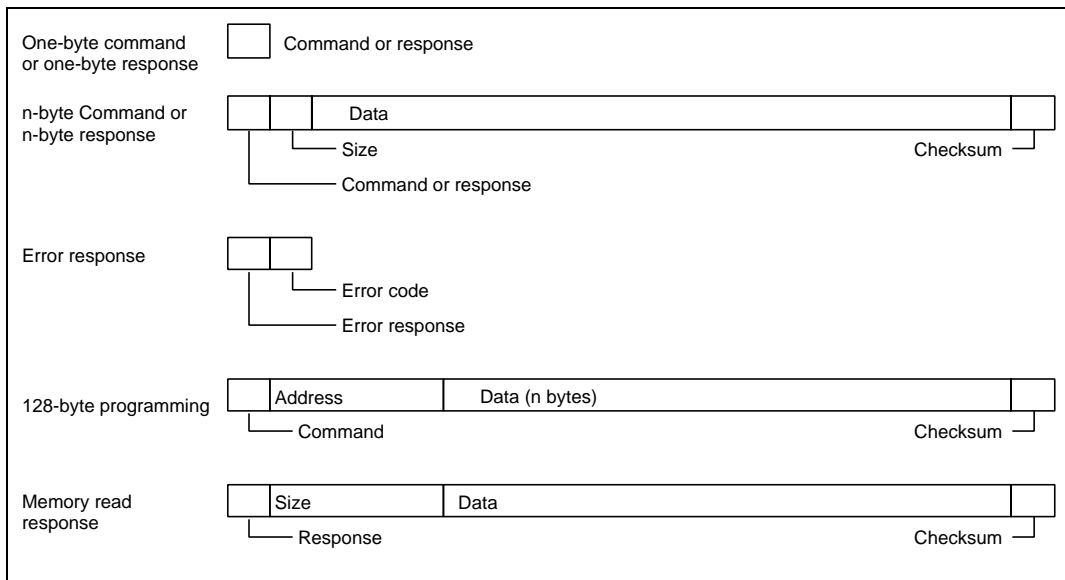 One-byte command
or one-byte response
Command or response
n-byte Command or
n-byte response
Data
Size
Checksum
Command or response
Error response
Error code
Error response
128-byte programming
Address
Data (n bytes)
Command
Checksum
Memory read
response
Size
Data
Response
Checksum